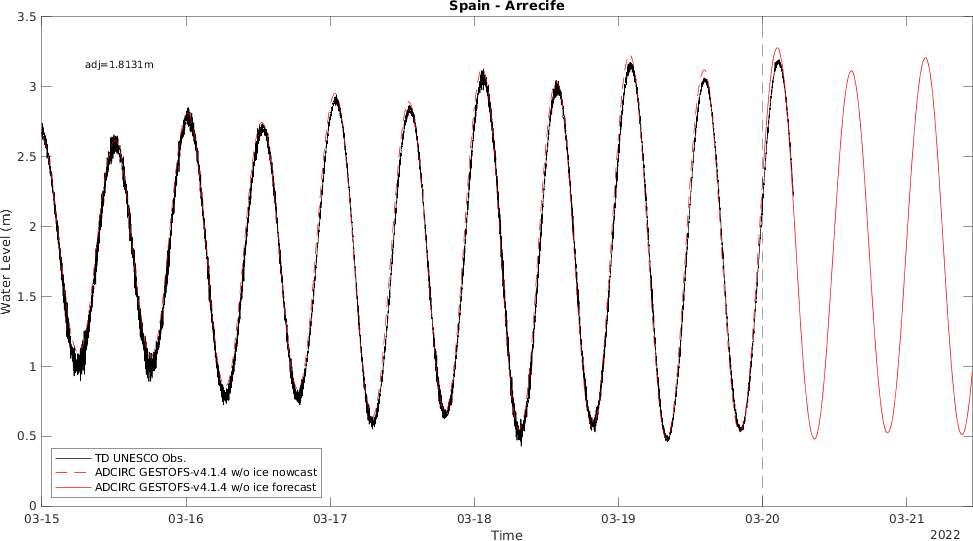 Spain - Arrecife
adj=1.8131m
Water Level (m)
3.5
3
2.5
2
1.5
1
0.5
0
TD UNESCO Obs.
ADCIRC GESTOFS-v4.1.4 w/o ice nowcast
ADCIRC GESTOFS-v4.1.4 w/o ice forecast
03-15 03-16 03-17 03-18 03-19 03-20 03-21
Time
2022